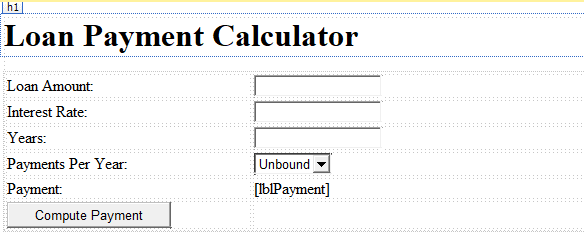 h1
Loan Payment Calculator
Loan Amount:
Interest Rate:
Years:
Payments Per Year: Unbound
Payment: [lblPayment]
Compute Payment